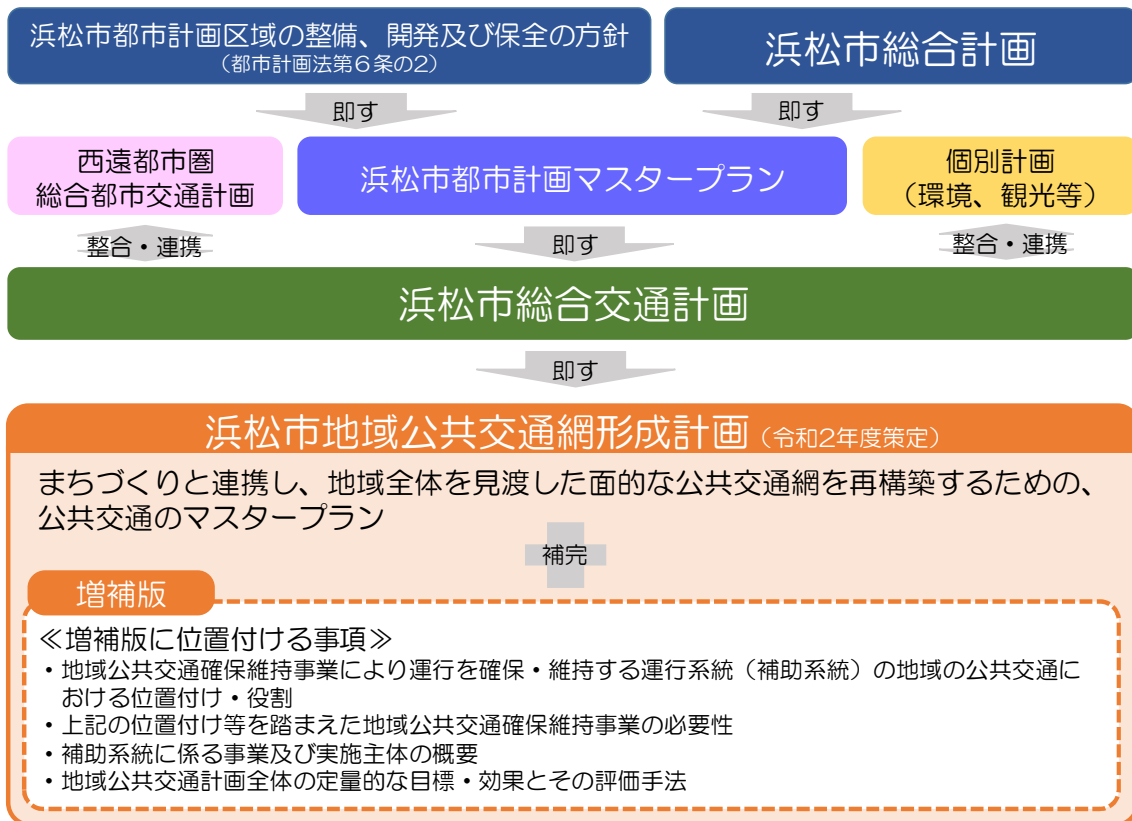 浜松市都市計画区域の整備、開発及び保全の方針
（都市計画法第６条の２）
浜松市総合計画
即す
即す
西遠都市圏
総合都市交通計画
浜松市都市計画マスタープラン
個別計画
（環境、観光等）
整合・連携
即す
整合・連携
浜松市総合交通計画
即す
浜松市地域公共交通網形成計画（令和2年度策定）
まちづくりと連携し、地域全体を見渡した面的な公共交通網を再構築するための、
公共交通のマスタープラン
補完
増補版
≪増補版に位置付ける事項≫
・地域公共交通確保維持事業により運行を確保・維持する運行系統（補助系統）の地域の公共交通に
おける位置付け・役割
・上記の位置付け等を踏まえた地域公共交通確保維持事業の必要性
・補助系統に係る事業及び実施主体の概要
・地域公共交通計画全体の定量的な目標・効果とその評価手法